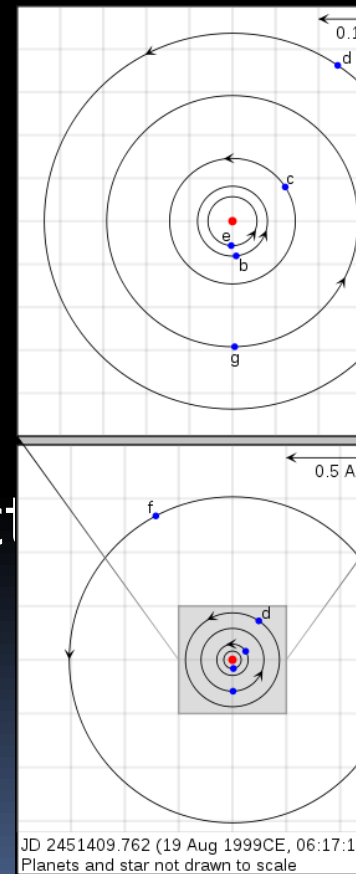 0.1
d
c
e
b
g
0.5 A
f
d
JD 2451409.762 (19 Aug 1999CE, 06:17:1
Planets and star not drawn to scale